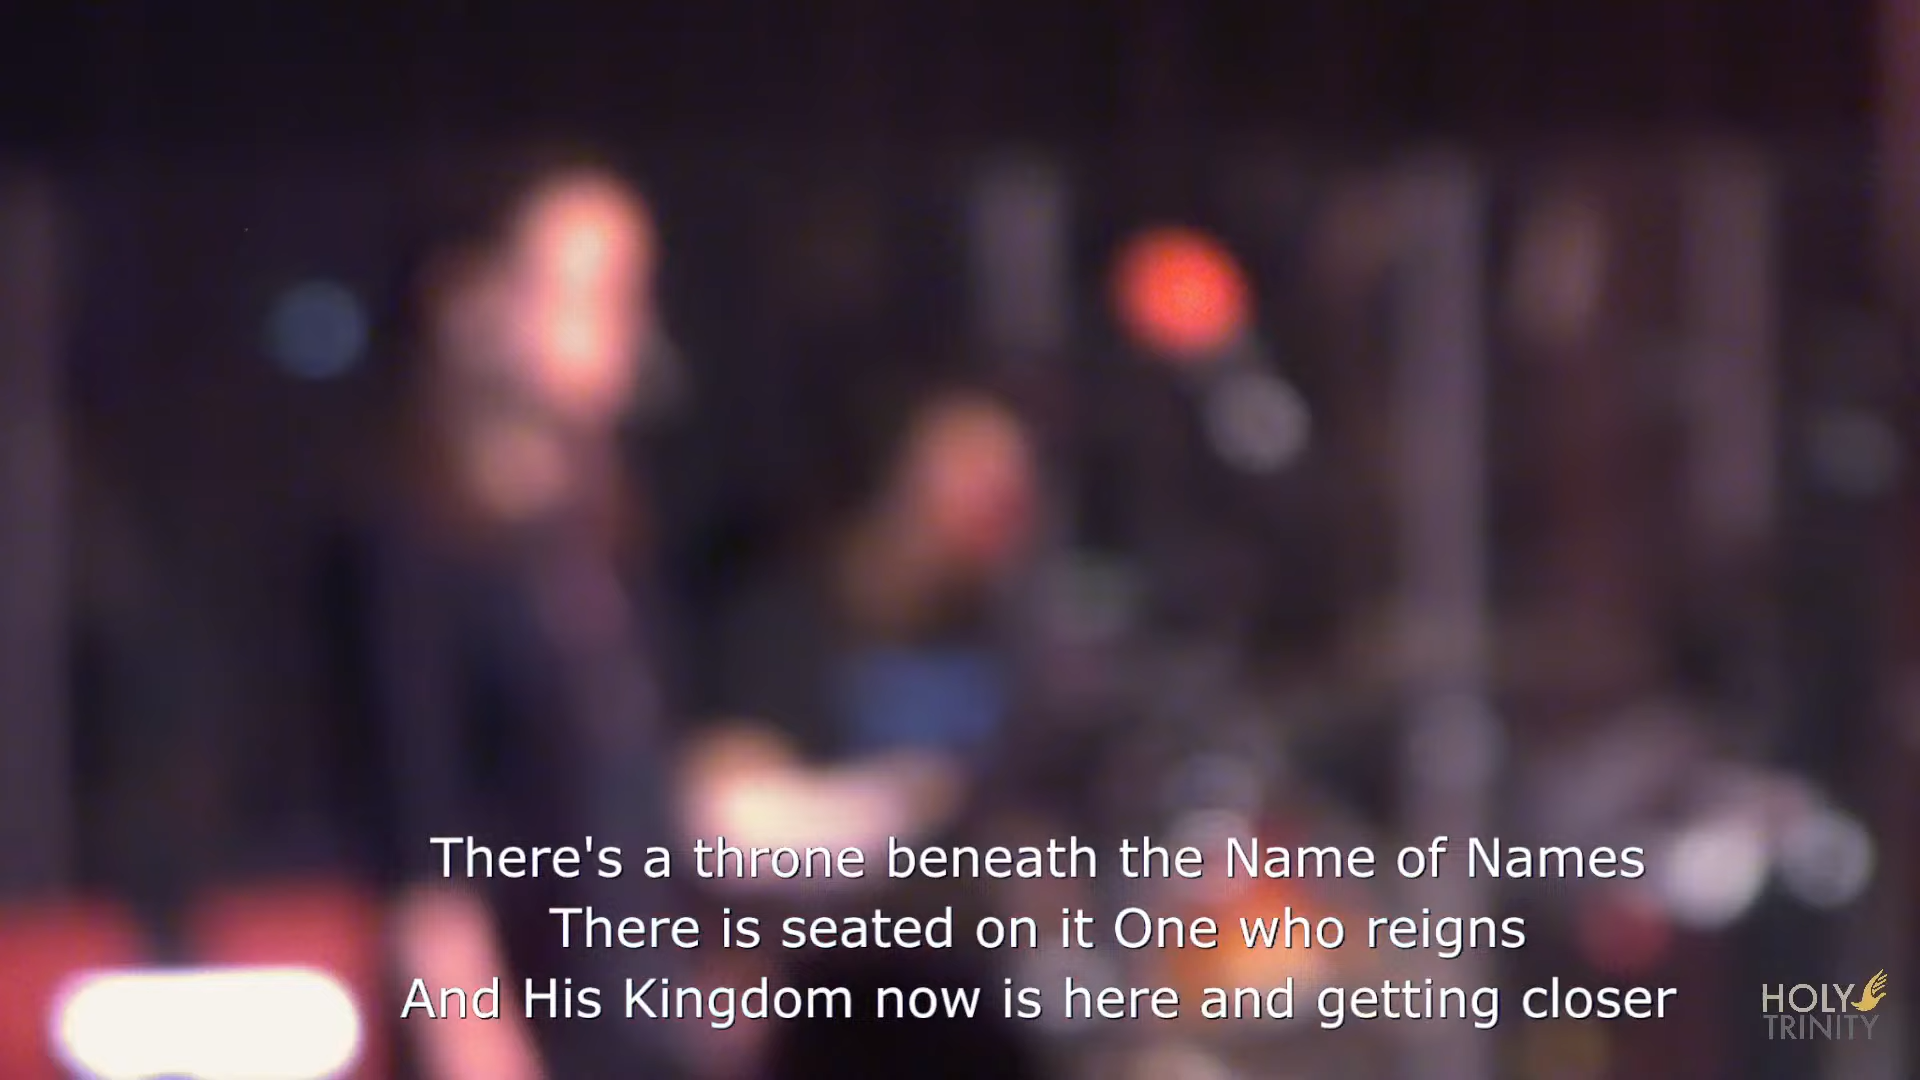 There's a throne beneath the Name of Names
There is seated on it One who reigns
And His Kingdom now is here and getting closer
HOLY
TRINITY